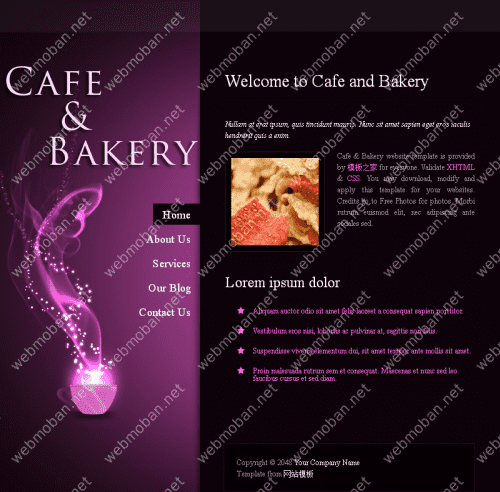 CAFE
&
BAKERY
Home
About Us
Services
Our Blog
Contact Us
Welcome to Cafe and Bakery
Nullam at erat ipsum, quis tincidunt mauris. Nunc sit amet sapien eget eros iaculis
hendrerit quis a enim.
Cafe & Bakery website template is provided
by 模板之家 for everyone. Validate XHTML
& CSS. You may download, modify and
apply this template for your websites.
Credits go to Free Photos for photos. Morbi
rutrum euismod elit, nec adipiscing ante
sodales sed.
Lorem ipsum dolor
Aliquam auctor odio sit amet felis laoreet a consequat sapien porttitor.
Vestibulum eros nisi, lobortis ac pulvinar at, sagittis non felis.
Suspendisse vivamus elementum dui, sit amet tempus ante mollis sit amet.
Proin malesuada rutrum sem et consequat. Maecenas et nunc sed leo
faucibus cursus et sed diam.
Copyright © 2048 Your Company Name
Template from 网站模板
webmoban.net